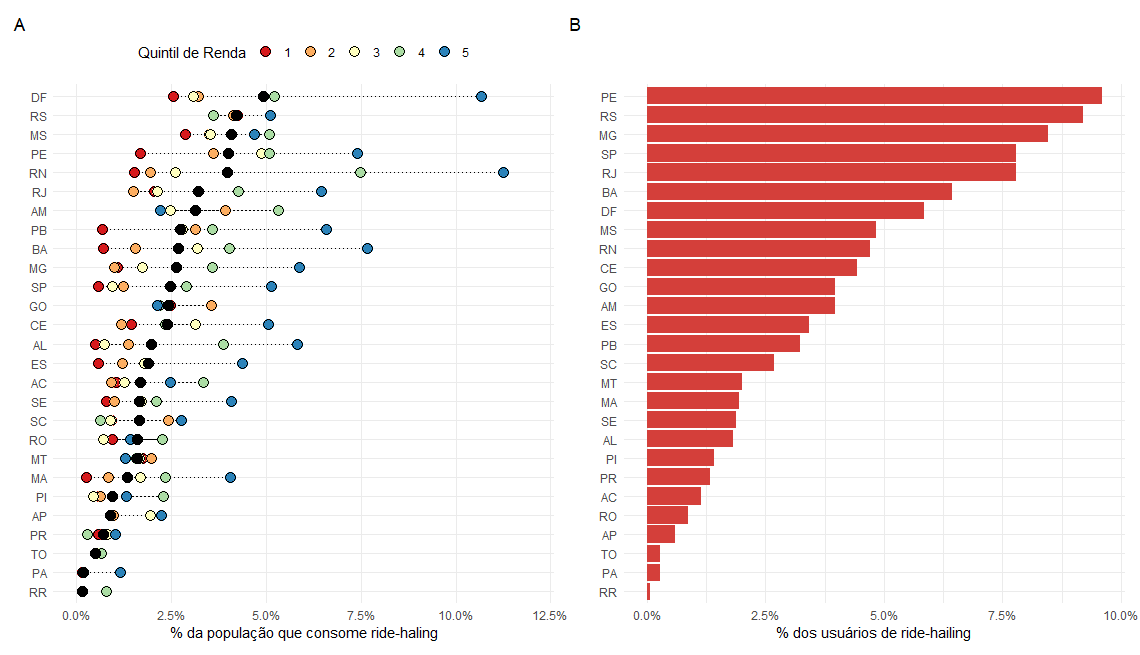 A
Quintil de Renda 1 2 3 4 5
DF
RS
MS
PE
RN
RJ
AM
PB
BA
MG
SP
GO
CE
AL
ES
AC
SE
SC
RO
MT
MA
PI
AP
PR
TO
PA
RR
0.0% 2.5% 5.0% 7.5% 10.0% 12.5%
% da população que consome ride-haling
B
PE
RS
MG
SP
RJ
BA
DF
MS
RN
CE
GO
AM
ES
PB
SC
MT
MA
SE
AL
PI
PR
AC
RO
AP
TO
PA
RR
0.0% 2.5% 5.0% 7.5% 10.0%
% dos usuários de ride-hailing